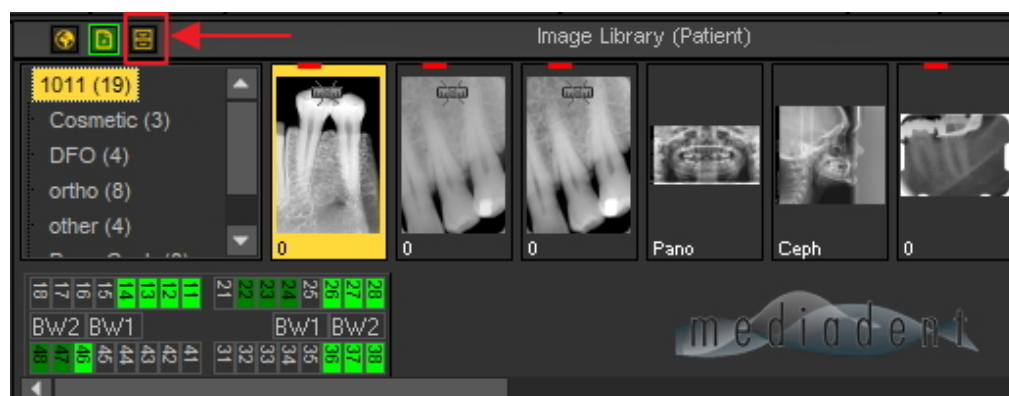 Image Library (Patient)
1011 (19)
Cosmetic (3)
DFO (4)
ortho (8)
other (4)
0
0
0
Pano
Ceph
0
18 17 16 15 14 13 12 11 21 22 23 24 25 26 27 28
BW2 BW1 BW1 BW2
48 47 46 45 44 43 42 41 31 32 33 34 35 36 37 38
mediadent